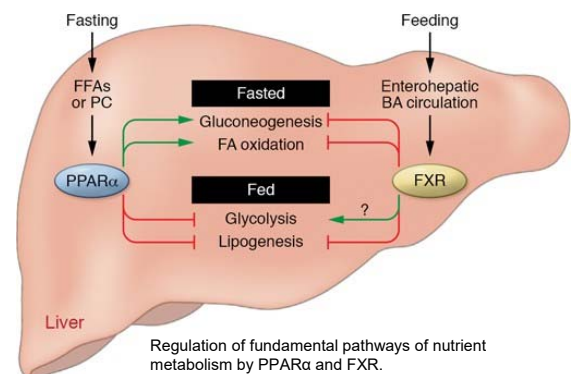 Fasting
Feeding
FFAs
or PC
Enterohepatic
BA circulation
Fasted
Gluconeogenesis
FA oxidation
PPARα
FXR
Fed
?
Glycolysis
Lipogenesis
Liver
Regulation of fundamental pathways of nutrient
metabolism by PPARα and FXR.